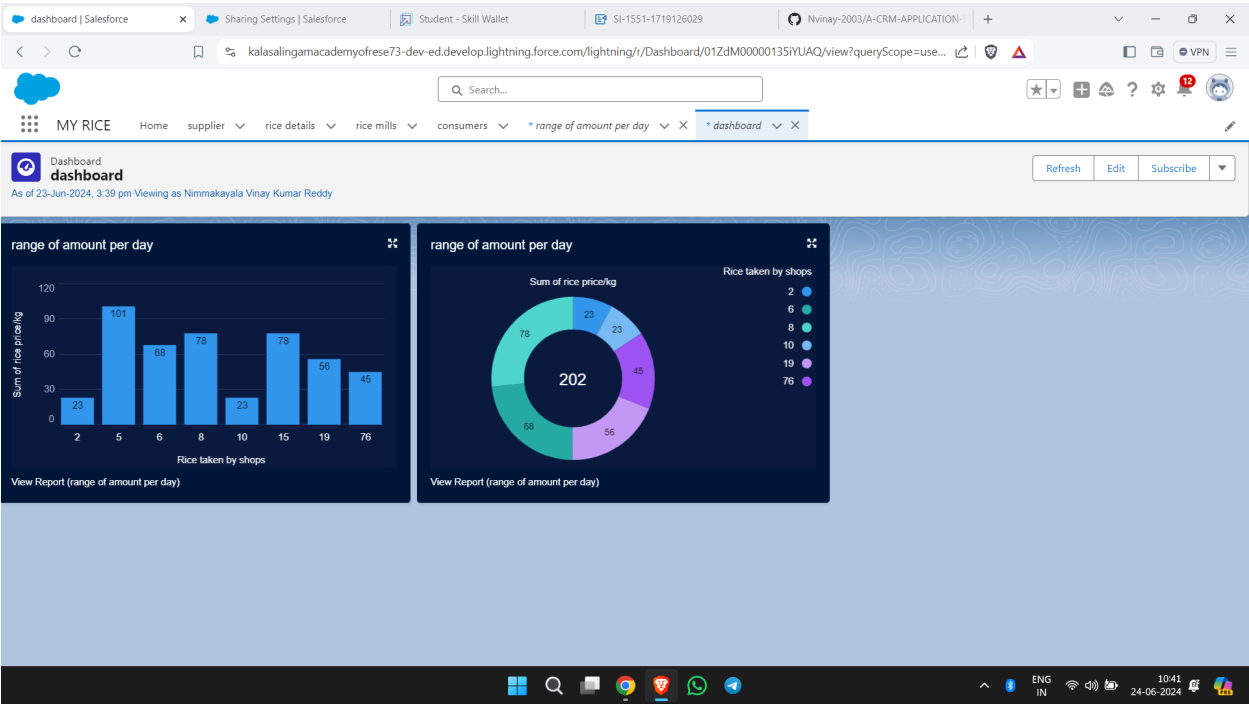 dashboard | Salesforce
Sharing Settings | Salesforce
Student - Skill Wallet
SI-1551-1719126029
Nvinay-2003/A-CRM-APPLICATION-
kalasalingamacademyofrese73-dev-ed.develop.lightning.force.com/lightning/r/Dashboard/01ZdM00000135iYUAQ/view?queryScope=use...
VPN
Search...
12
MY RICE
Home
supplier
rice details
rice mills
consumers
* range of amount per day
* dashboard
Dashboard
dashboard
As of 23-Jun-2024, 3:39 pm·Viewing as Nimmakayala Vinay Kumar Reddy
Refresh
Edit
Subscribe
range of amount per day
Sum of rice price/kg
120
90
60
30
0
23
101
68
78
23
78
56
45
2
5
6
8
10
15
19
76
Rice taken by shops
View Report (range of amount per day)
range of amount per day
Sum of rice price/kg
23
23
45
56
68
78
202
Rice taken by shops
2
6
8
10
19
76
View Report (range of amount per day)
ENG
IN
10:41
24-06-2024
PRE